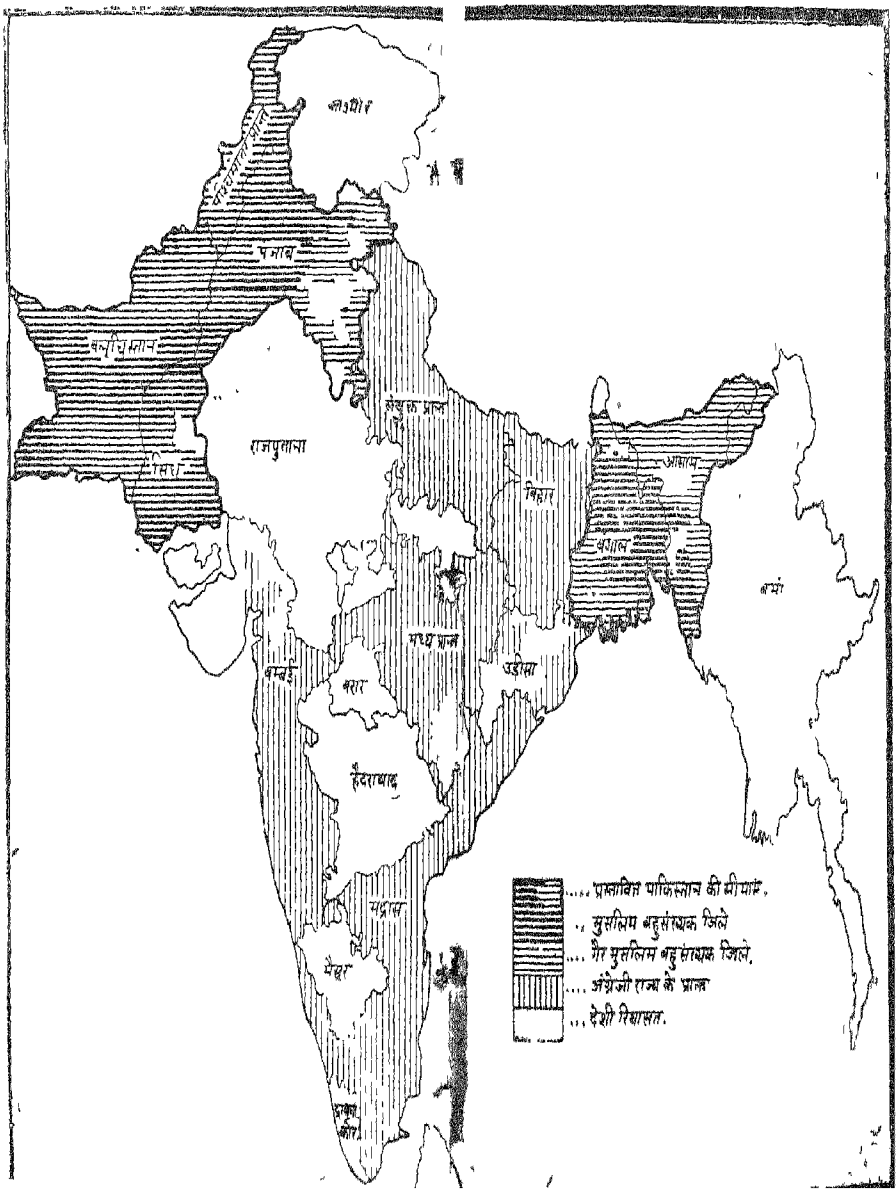 काश्मीर
पंजाब
बलूचिस्तान
संयुक्त प्रान्त
राजपुताना
आसाम
सिंध
बिहार
बंगाल
बर्मा
मध्य प्रान्त
उड़ीसा
बम्बई
बरार
हैदराबाद
मद्रास
मैसूर
..... प्रस्तावित पाकिस्तान की सीमाएं.
.. मुसलिम बहुसंख्यक जिले
.... गैर मुसलिम बहुसंख्यक जिले.
.... अंग्रेजी राज्य के प्रान्त
... देशी रियासत.